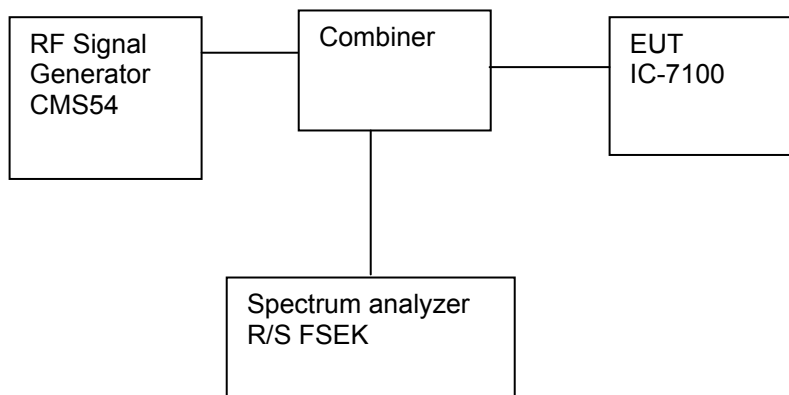 RF Signal
Generator
CMS54
Combiner
EUT
IC-7100
Spectrum analyzer
R/S FSEK